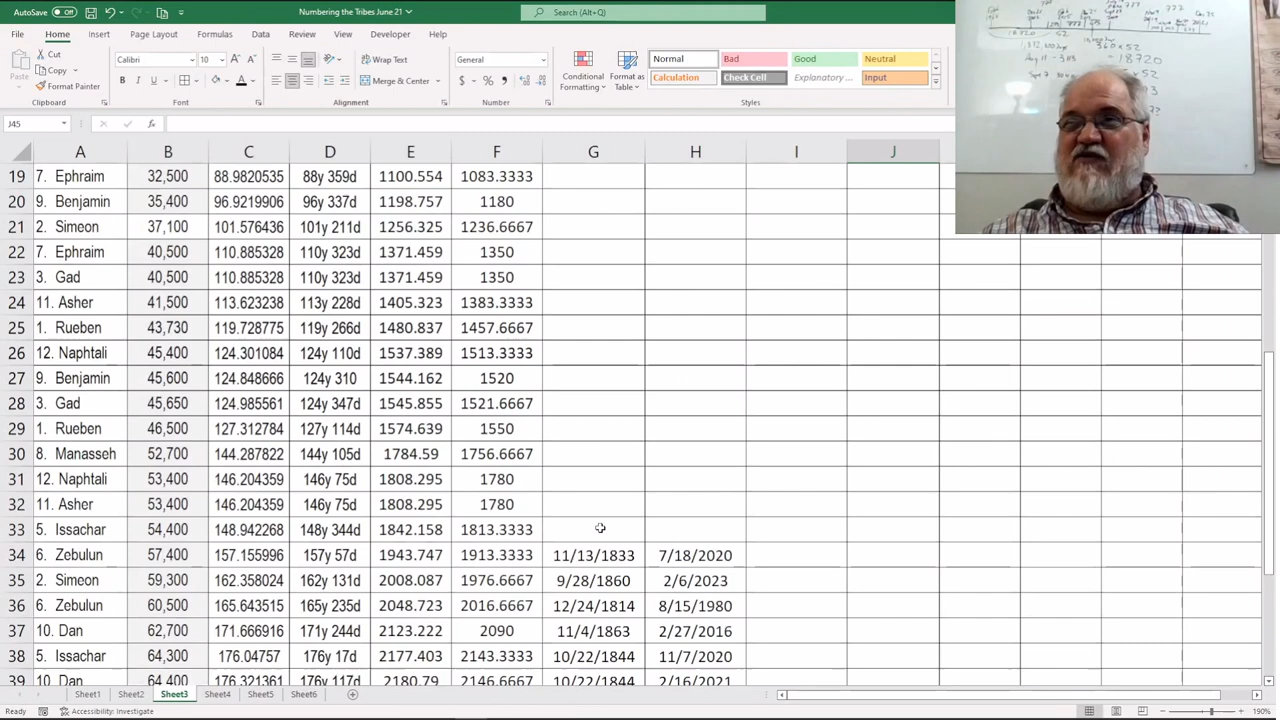 AutoSave Off Numbering the Tribes June 21 Search (Alt+Q)
File Home Insert Page Layout Formulas Data Review View Developer Help
Cut
Copy
Format Painter
Paste
Calibri 10
B I U
Wrap Text
Merge & Center
General
Conditional Formatting
Format as Table
Normal Bad Good Neutral
Calculation Check Cell Explanatory ... Input
Clipboard Font Alignment Number Styles
J45 fx
A B C D E F G H I J
19 7. Ephraim 32,500 88.9820535 88y 359d 1100.554 1083.3333
20 9. Benjamin 35,400 96.9219906 96y 337d 1198.757 1180
21 2. Simeon 37,100 101.576436 101y 211d 1256.325 1236.6667
22 7. Ephraim 40,500 110.885328 110y 323d 1371.459 1350
23 3. Gad 40,500 110.885328 110y 323d 1371.459 1350
24 11. Asher 41,500 113.623238 113y 228d 1405.323 1383.3333
25 1. Rueben 43,730 119.728775 119y 266d 1480.837 1457.6667
26 12. Naphtali 45,400 124.301084 124y 110d 1537.389 1513.3333
27 9. Benjamin 45,600 124.848666 124y 310 1544.162 1520
28 3. Gad 45,650 124.985561 124y 347d 1545.855 1521.6667
29 1. Rueben 46,500 127.312784 127y 114d 1574.639 1550
30 8. Manasseh 52,700 144.287822 144y 105d 1784.59 1756.6667
31 12. Naphtali 53,400 146.204359 146y 75d 1808.295 1780
32 11. Asher 53,400 146.204359 146y 75d 1808.295 1780
33 5. Issachar 54,400 148.942268 148y 344d 1842.158 1813.3333
34 6. Zebulun 57,400 157.155996 157y 57d 1943.747 1913.3333 11/13/1833 7/18/2020
35 2. Simeon 59,300 162.358024 162y 131d 2008.087 1976.6667 9/28/1860 2/6/2023
36 6. Zebulun 60,500 165.643515 165y 235d 2048.723 2016.6667 12/24/1814 8/15/1980
37 10. Dan 62,700 171.666916 171y 244d 2123.222 2090 11/4/1863 2/27/2016
38 5. Issachar 64,300 176.04757 176y 17d 2177.403 2143.3333 10/22/1844 11/7/2020
39 10. Dan 64,400 176.321361 176y 117d 2180.79 2146.6667 10/22/1844 2/16/2021
Sheet1 Sheet2 Sheet3 Sheet4 Sheet5 Sheet6
Ready Accessibility: Investigate 190%
777
18720 52
360 x 52
18720
x 52